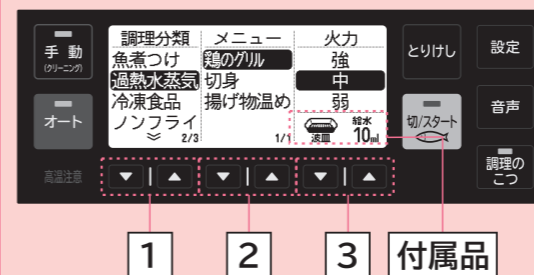 手 動
(クリーニング)
オート
高温注意
調理分類
魚煮つけ
過熱水蒸気
冷凍食品
ノンフライ
2/3
メニュー
鶏のグリル
切身
揚げ物温め
1/1
火力
強
中
弱
波皿
給水
10ml
とりけし
切/スタート
設定
音声
調理の
こつ
▼ | ▲
▼ | ▲
▼ | ▲
1
2
3
付属品